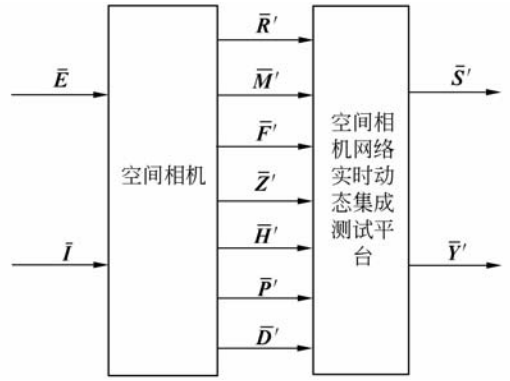 R̄′
Ē
M̄′
S̄′
F̄′
空间相机
空间相
机网络
实时动
态集成
测试平
台
Z̄′
Ī
H̄′
Ȳ′
P̄′
D̄′